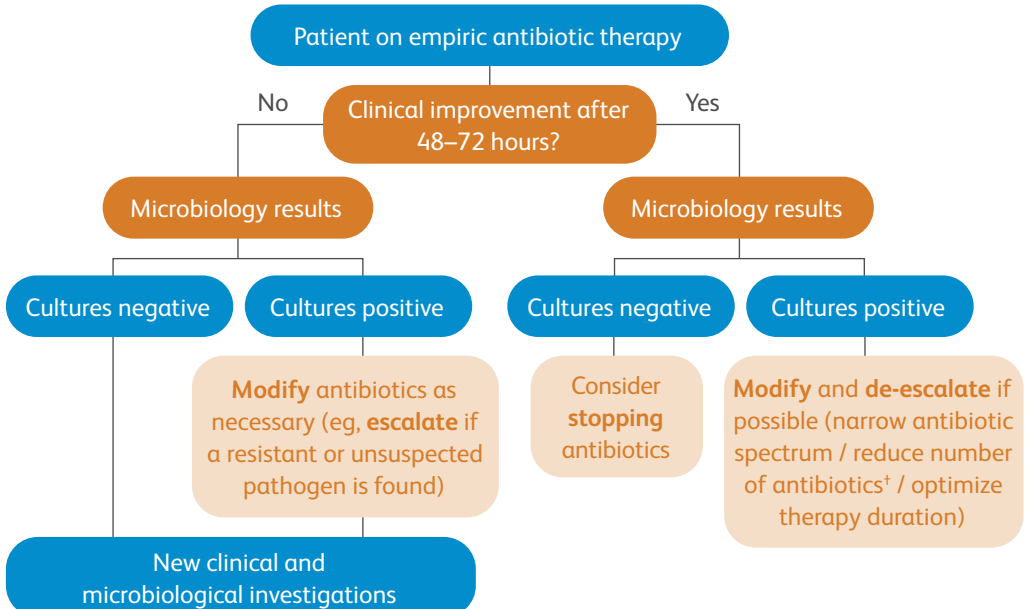 Patient on empiric antibiotic therapy
No
Clinical improvement after
48–72 hours?
Yes
Microbiology results
Microbiology results
Cultures negative
Cultures positive
Cultures negative
Cultures positive
Modify antibiotics as
necessary (eg, escalate if
a resistant or unsuspected
pathogen is found)
Consider
stopping
antibiotics
Modify and de-escalate if
possible (narrow antibiotic
spectrum / reduce number
of antibiotics† / optimize
therapy duration)
New clinical and
microbiological investigations